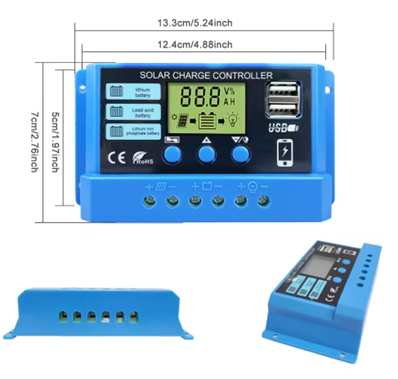 13.3cm/5.24inch
12.4cm/4.88inch
7cm/2.76inch
5cm/1.97inch
SOLAR CHARGE CONTROLLER
lithium
battery
Lead acid
battery
Lithium iron
phosphate battery
88.8 V%
AH
USB
CE RoHS
+ - + - + -